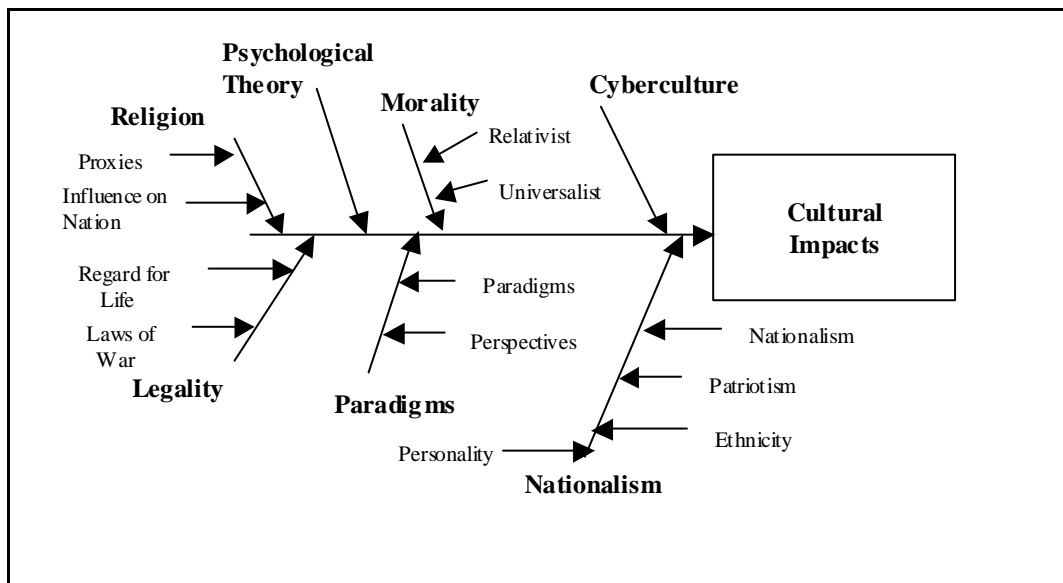 Psychological
Theory
Morality
Cyberculture
Religion
Relativist
Proxies
Universalist
Influence on
Nation
Cultural
Impacts
Regard for
Life
Paradigms
Laws of
War
Perspectives
Nationalism
Legality
Paradigms
Patriotism
Ethnicity
Personality
Nationalism